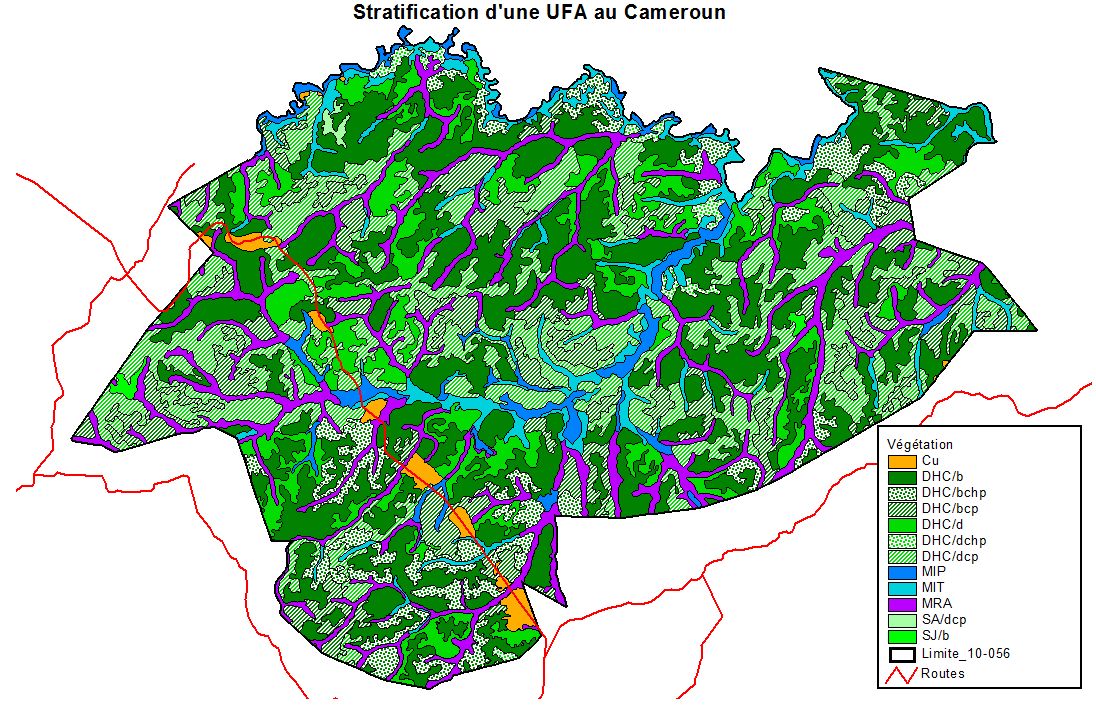 Stratification d'une UFA au Cameroun
Végétation
Cu
DHC/b
DHC/bchp
DHC/bcp
DHC/d
DHC/dchp
DHC/dcp
MIP
MIT
MRA
SA/dcp
SJ/b
Limite_10-056
Routes